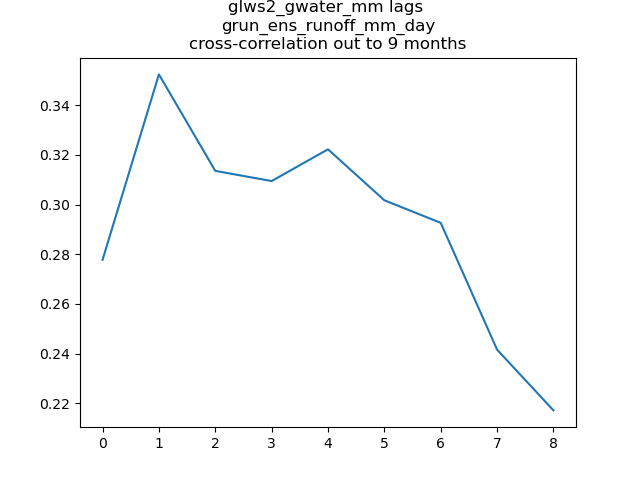 glws2_gwater_mm lags
grun_ens_runoff_mm_day
cross-correlation out to 9 months
0.34
0.32
0.30
0.28
0.26
0.24
0.22
0 1 2 3 4 5 6 7 8